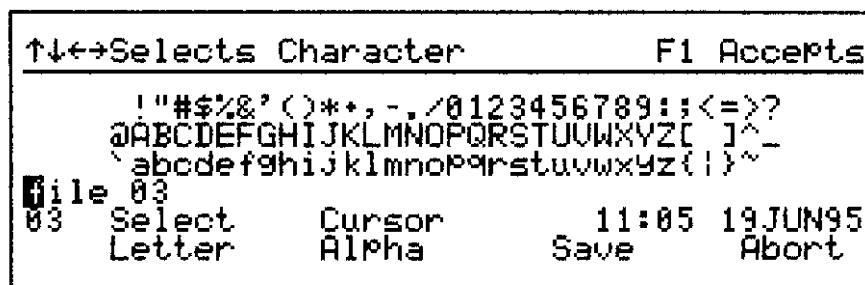 ↑↓←→Selects Character F1 Accepts
!"#$%&'()*+,-./0123456789:;<=>?
@ABCDEFGHIJKLMNOPQRSTUVWXYZ[ ]^_
`abcdefghijklmnopqrstuvwxyz{|}~
file 03
03 Select Cursor 11:05 19JUN95
Letter Alpha Save Abort